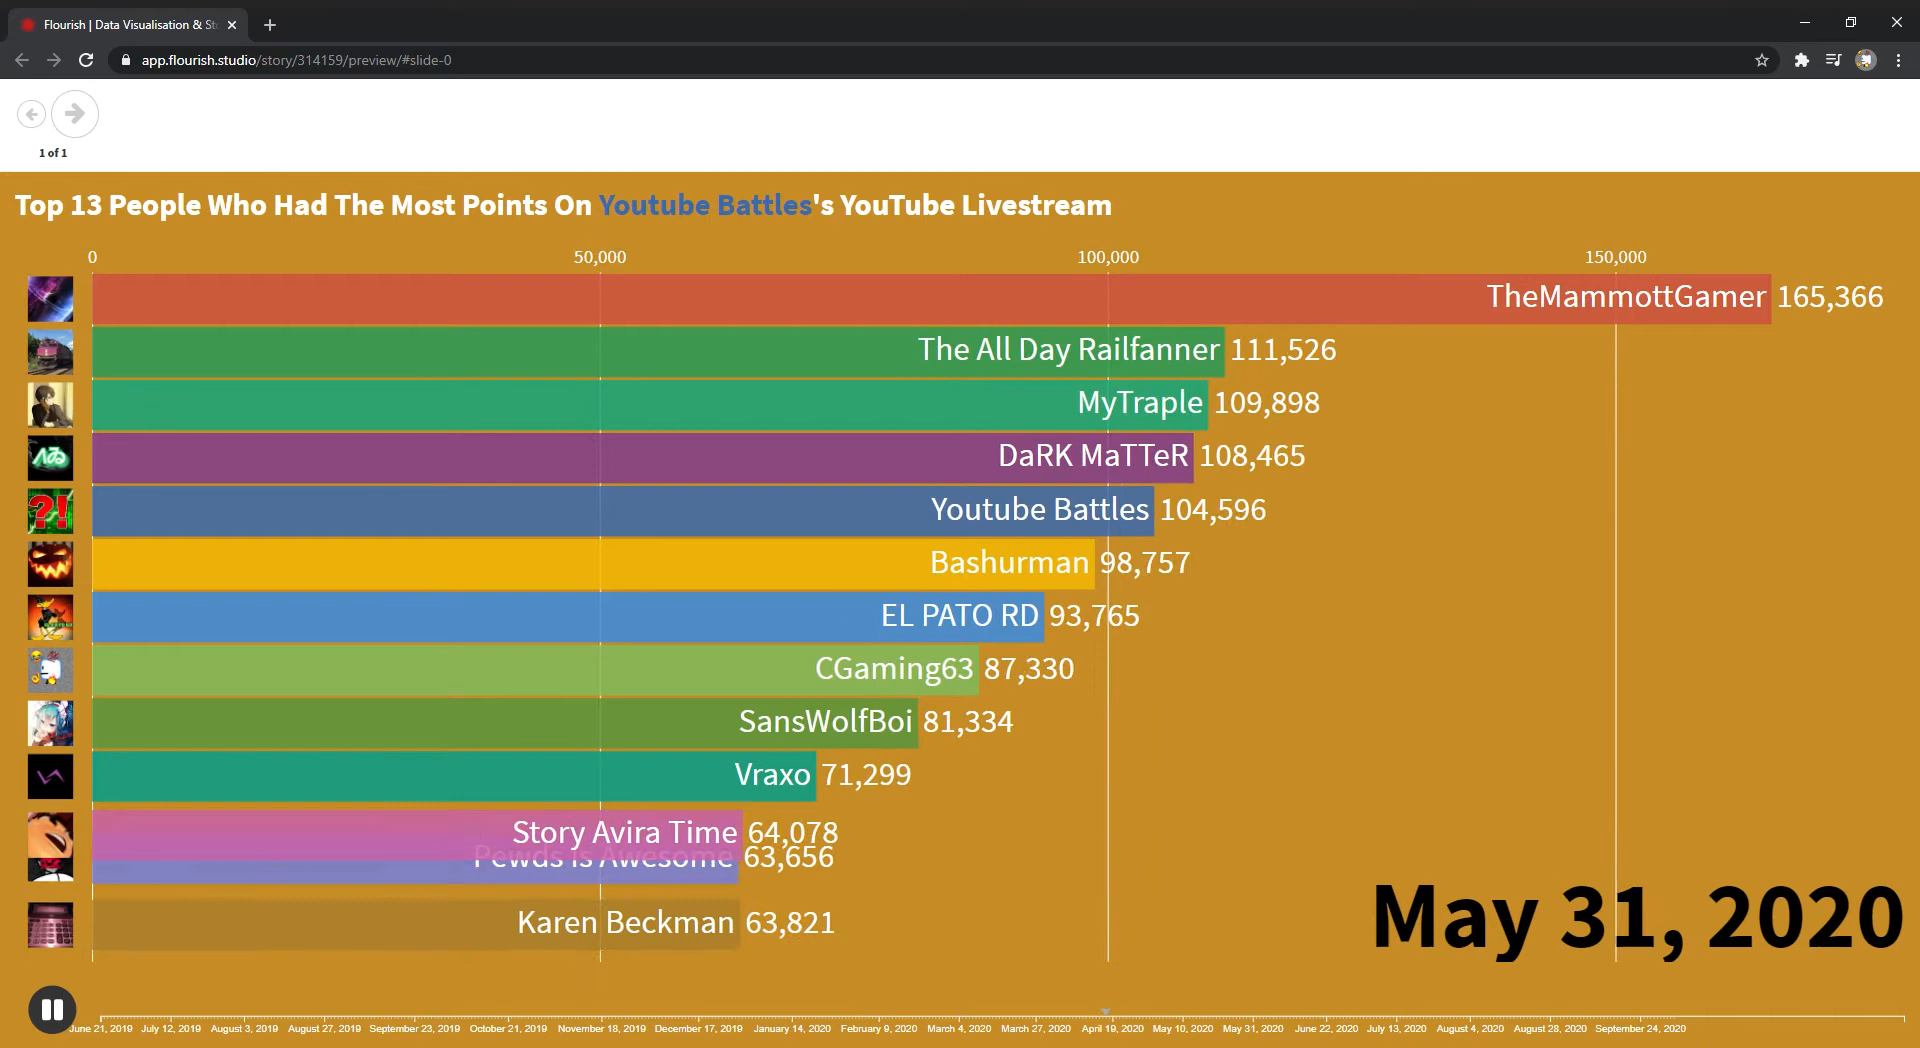 Flourish | Data Visualisation & St
app.flourish.studio/story/314159/preview/#slide-0
1 of 1
Top 13 People Who Had The Most Points On Youtube Battles's YouTube Livestream
0 50,000 100,000 150,000
TheMammottGamer 165,366
The All Day Railfanner 111,526
MyTraple 109,898
DaRK MaTTeR 108,465
?!
Youtube Battles 104,596
Bashurman 98,757
EL PATO RD 93,765
CGaming63 87,330
SansWolfBoi 81,334
Vraxo 71,299
Story Avira Time 64,078
Pewds Is Awesome 63,656
Karen Beckman 63,821
May 31, 2020
June 21, 2019 July 12, 2019 August 3, 2019 August 27, 2019 September 23, 2019 October 21, 2019 November 18, 2019 December 17, 2019 January 14, 2020 February 9, 2020 March 4, 2020 March 27, 2020 April 19, 2020 May 10, 2020 May 31, 2020 June 22, 2020 July 13, 2020 August 4, 2020 August 28, 2020 September 24, 2020